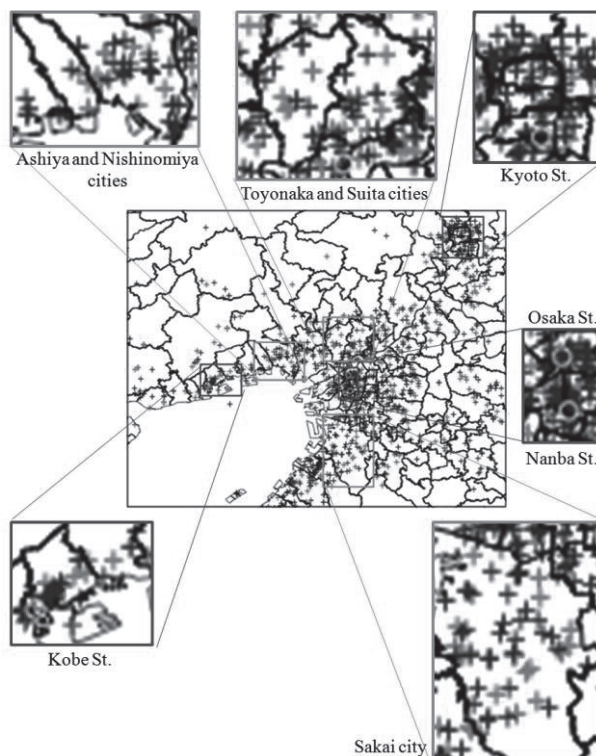 Ashiya and Nishinomiya
cities
Toyonaka and Suita cities
Kyoto St.
Osaka St.
Nanba St.
Kobe St.
Sakai city